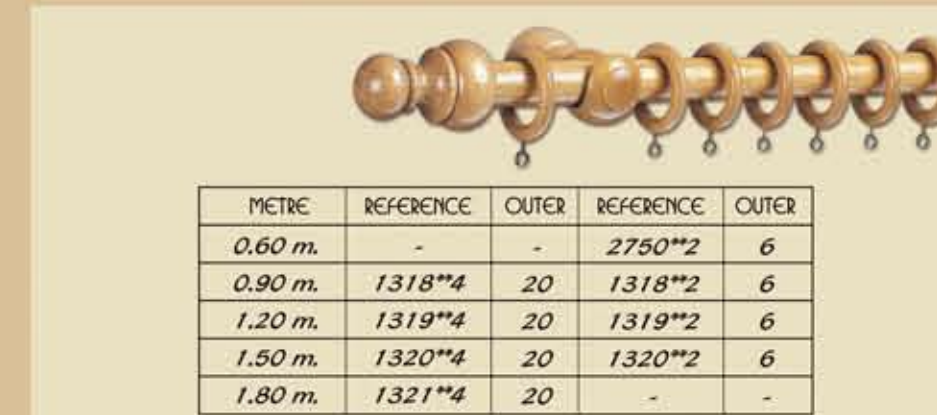 METRE REFERENCE OUTER REFERENCE OUTER
0.60 m. - - 2750**2 6
0.90 m. 1318**4 20 1318**2 6
1.20 m. 1319**4 20 1319**2 6
1.50 m. 1320**4 20 1320**2 6
1.80 m. 1321**4 20 - -